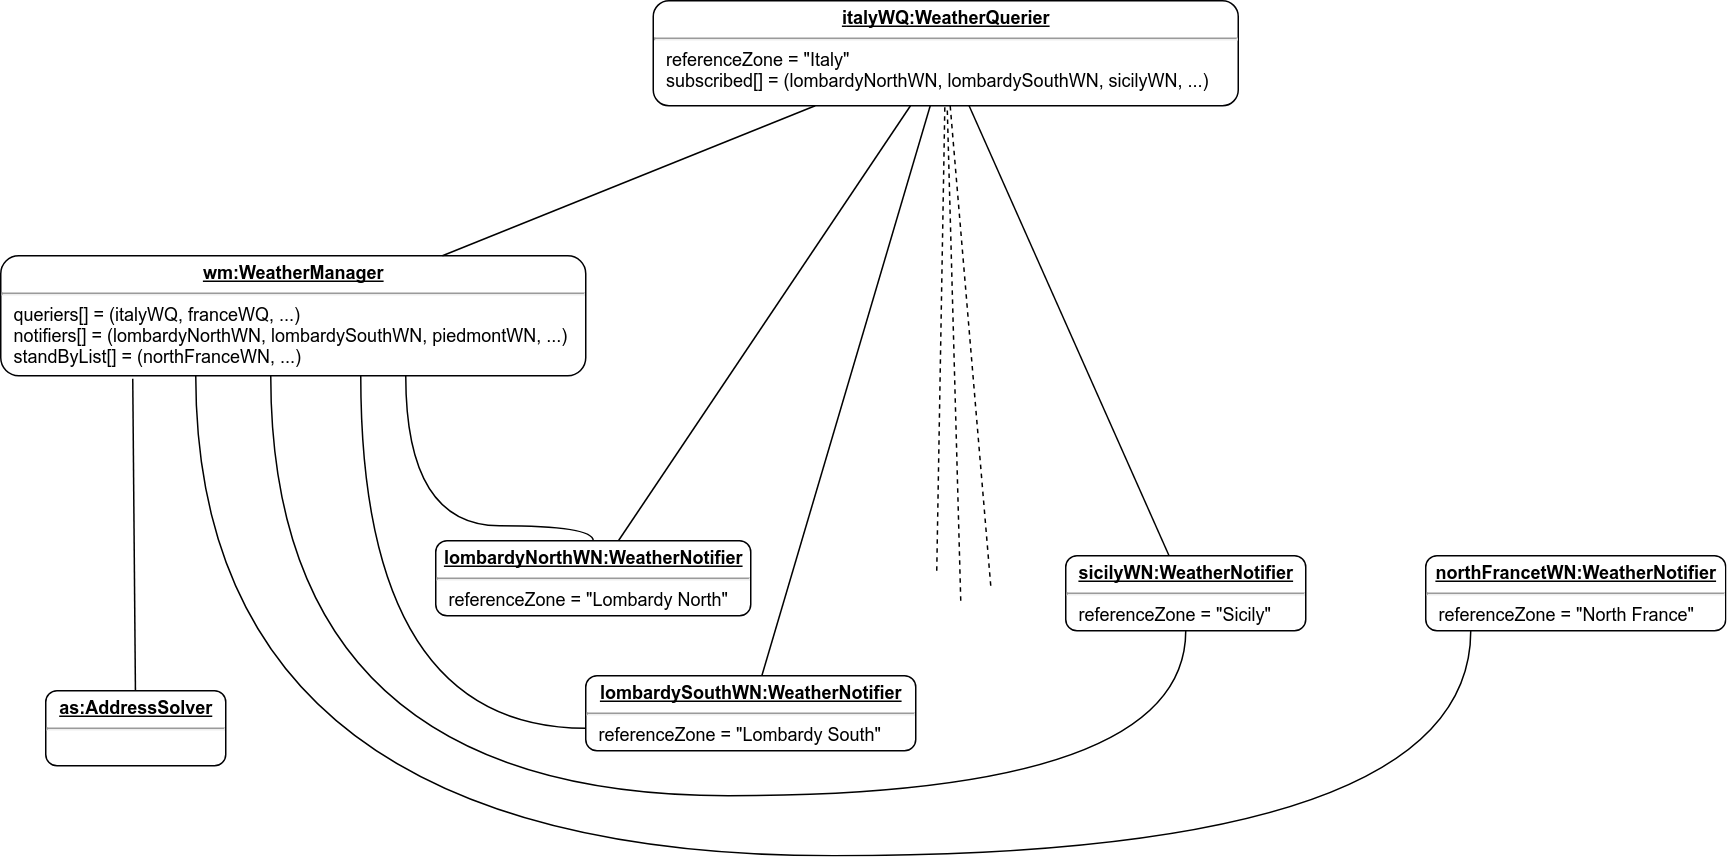 italyWQ:WeatherQuerier
referenceZone = "Italy"
subscribed[] = (lombardyNorthWN, lombardySouthWN, sicilyWN, ...)
wm:WeatherManager
queriers[] = (italyWQ, franceWQ, ...)
notifiers[] = (lombardyNorthWN, lombardySouthWN, piedmontWN, ...)
standByList[] = (northFranceWN, ...)
lombardyNorthWN:WeatherNotifier
referenceZone = "Lombardy North"
sicilyWN:WeatherNotifier
referenceZone = "Sicily"
northFrancetWN:WeatherNotifier
referenceZone = "North France"
lombardySouthWN:WeatherNotifier
referenceZone = "Lombardy South"
as:AddressSolver